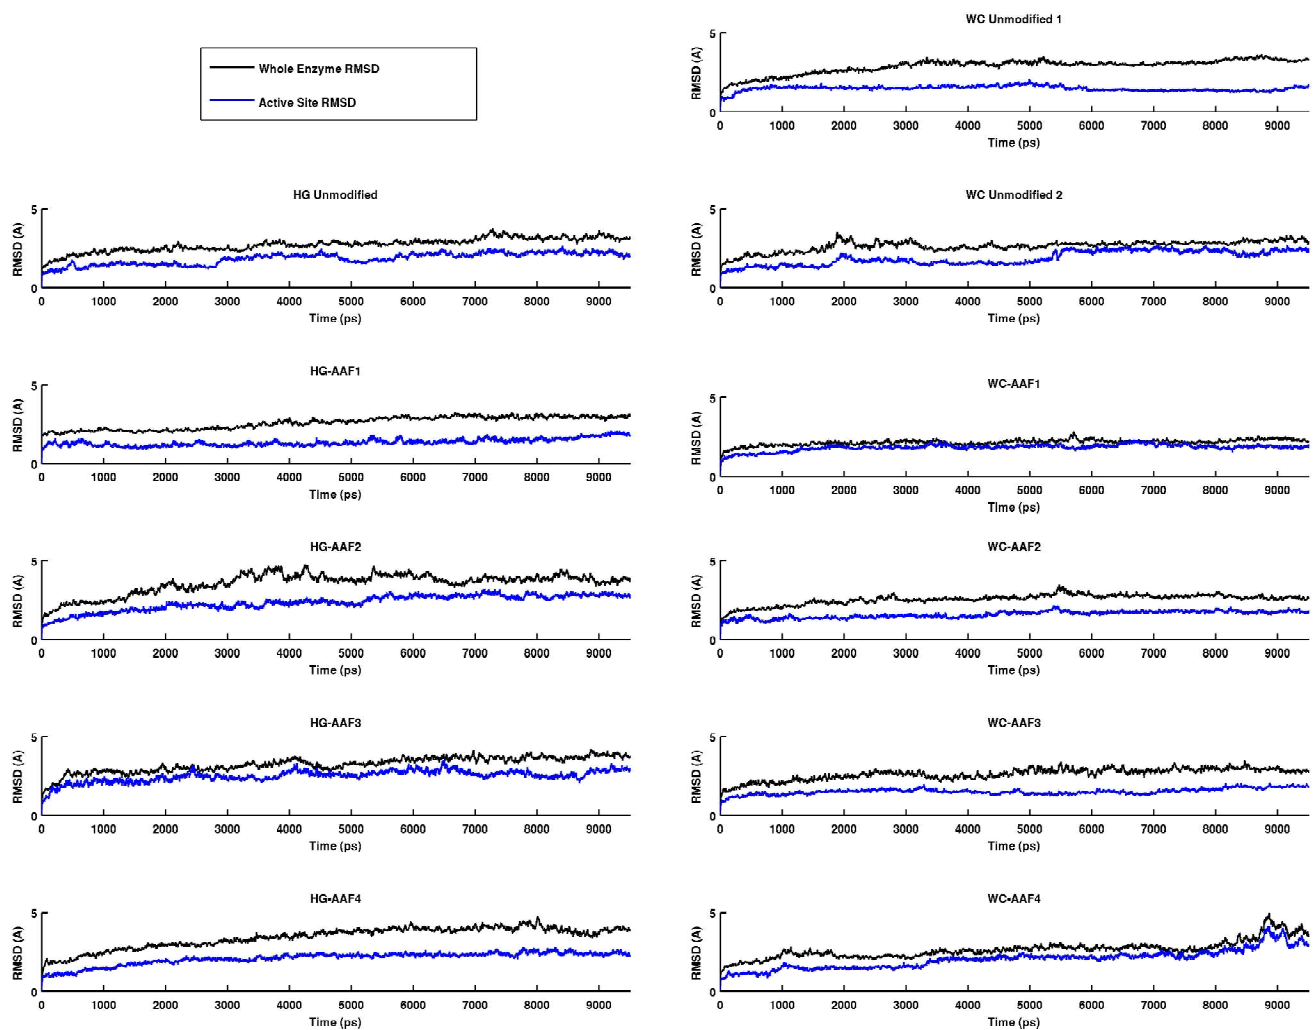 Whole Enzyme RMSD
Active Site RMSD
WC Unmodified 1
RMSD (A)
5
0
0 1000 2000 3000 4000 5000 6000 7000 8000 9000
Time (ps)
HG Unmodified
RMSD (A)
5
0
0 1000 2000 3000 4000 5000 6000 7000 8000 9000
Time (ps)
WC Unmodified 2
RMSD (A)
5
0
0 1000 2000 3000 4000 5000 6000 7000 8000 9000
Time (ps)
HG-AAF1
RMSD (A)
5
0
0 1000 2000 3000 4000 5000 6000 7000 8000 9000
Time (ps)
WC-AAF1
RMSD (A)
5
0
0 1000 2000 3000 4000 5000 6000 7000 8000 9000
Time (ps)
HG-AAF2
RMSD (A)
5
0
0 1000 2000 3000 4000 5000 6000 7000 8000 9000
Time (ps)
WC-AAF2
RMSD (A)
5
0
0 1000 2000 3000 4000 5000 6000 7000 8000 9000
Time (ps)
HG-AAF3
RMSD (A)
5
0
0 1000 2000 3000 4000 5000 6000 7000 8000 9000
Time (ps)
WC-AAF3
RMSD (A)
5
0
0 1000 2000 3000 4000 5000 6000 7000 8000 9000
Time (ps)
HG-AAF4
RMSD (A)
5
0
0 1000 2000 3000 4000 5000 6000 7000 8000 9000
Time (ps)
WC-AAF4
RMSD (A)
5
0
0 1000 2000 3000 4000 5000 6000 7000 8000 9000
Time (ps)